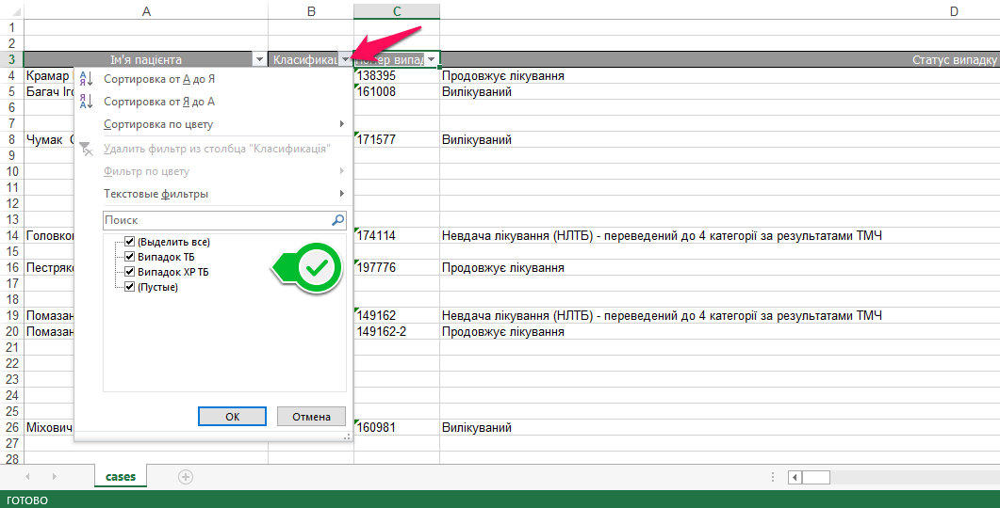 A B C D
1
2
3 Ім'я пацієнта Класифікац Номер випад Статус випадку
4 Крамар 138395 Продовжує лікування
5 Багач Іго 161008 Вилікуваний
6
7
8 Чумак С 171577 Вилікуваний
9
10
11
12
13
14 Головко 174114 Невдача лікування (НЛТБ) - переведений до 4 категорії за результатами ТМЧ
15
16 Пестряко 197776 Продовжує лікування
17
18
19 Помазан 149162 Невдача лікування (НЛТБ) - переведений до 4 категорії за результатами ТМЧ
20 Помазан 149162-2 Продовжує лікування
21
22
23
24
25
26 Міхович 160981 Вилікуваний
27
28
Сортировка от А до Я
Сортировка от Я до А
Сортировка по цвету
Удалить фильтр из столбца "Класифікація"
Фильтр по цвету
Текстовые фильтры
Поиск
(Выделить все)
Випадок ТБ
Випадок ХР ТБ
(Пустые)
ОК Отмена
cases
ГОТОВО